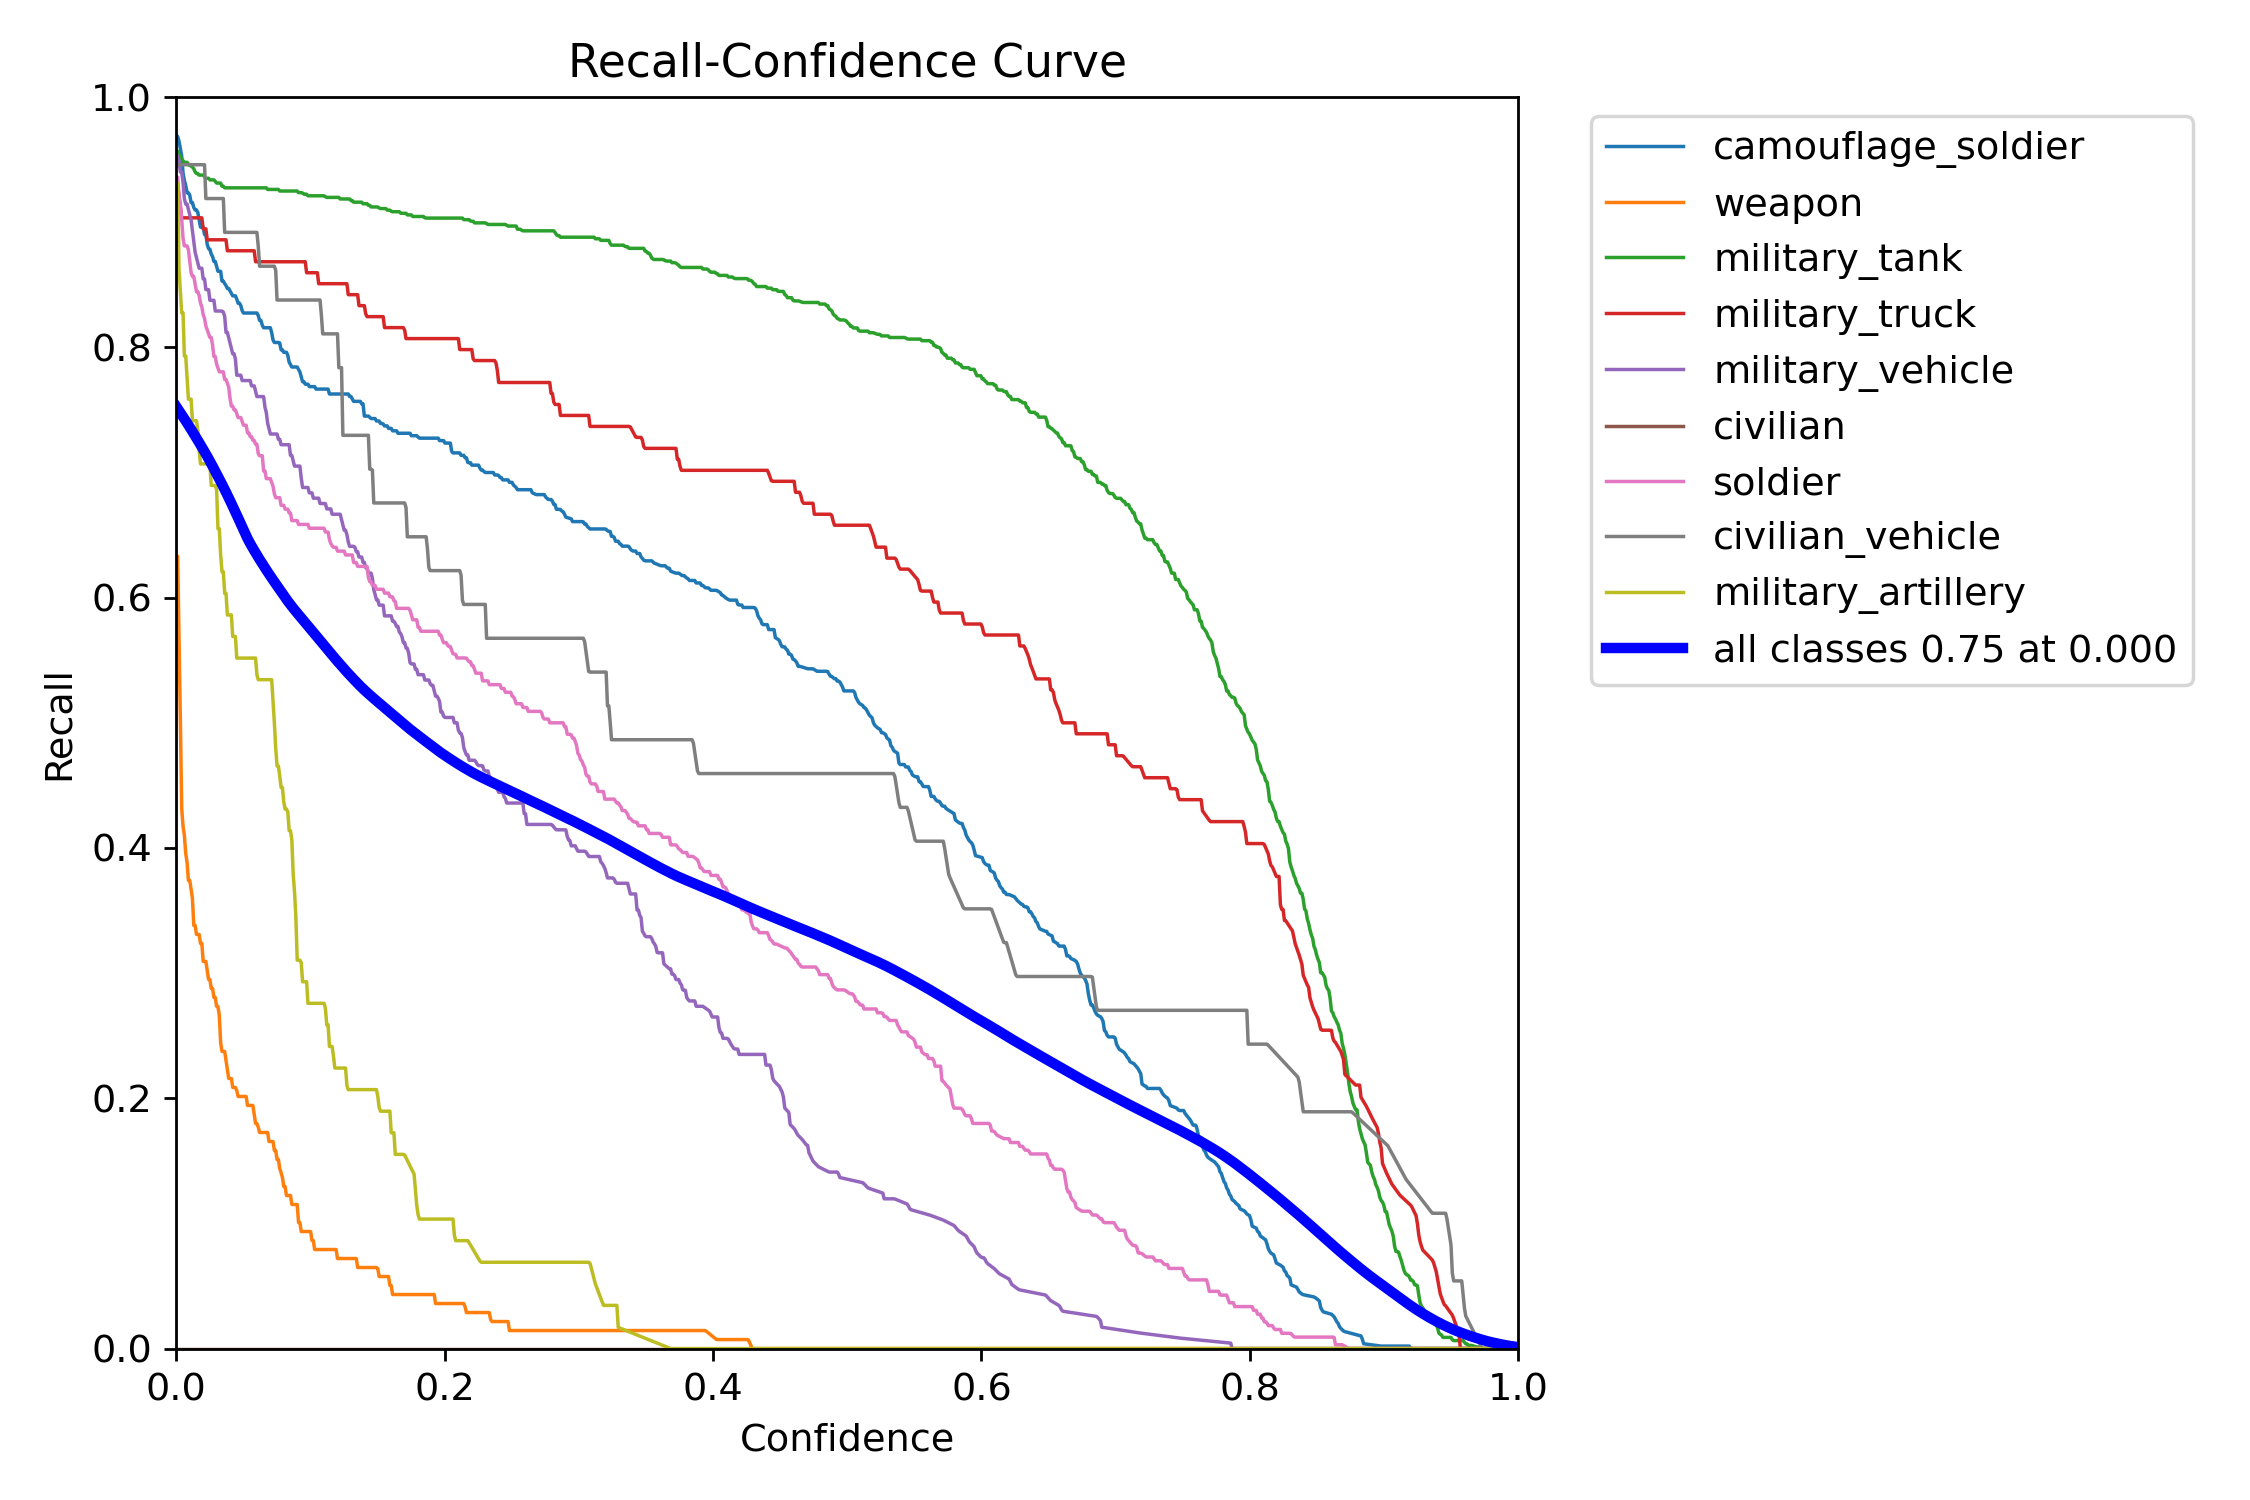 Recall-Confidence Curve
1.0
0.8
0.6
0.4
0.2
0.0
Recall
0.0 0.2 0.4 0.6 0.8 1.0
Confidence
camouflage_soldier
weapon
military_tank
military_truck
military_vehicle
civilian
soldier
civilian_vehicle
military_artillery
all classes 0.75 at 0.000